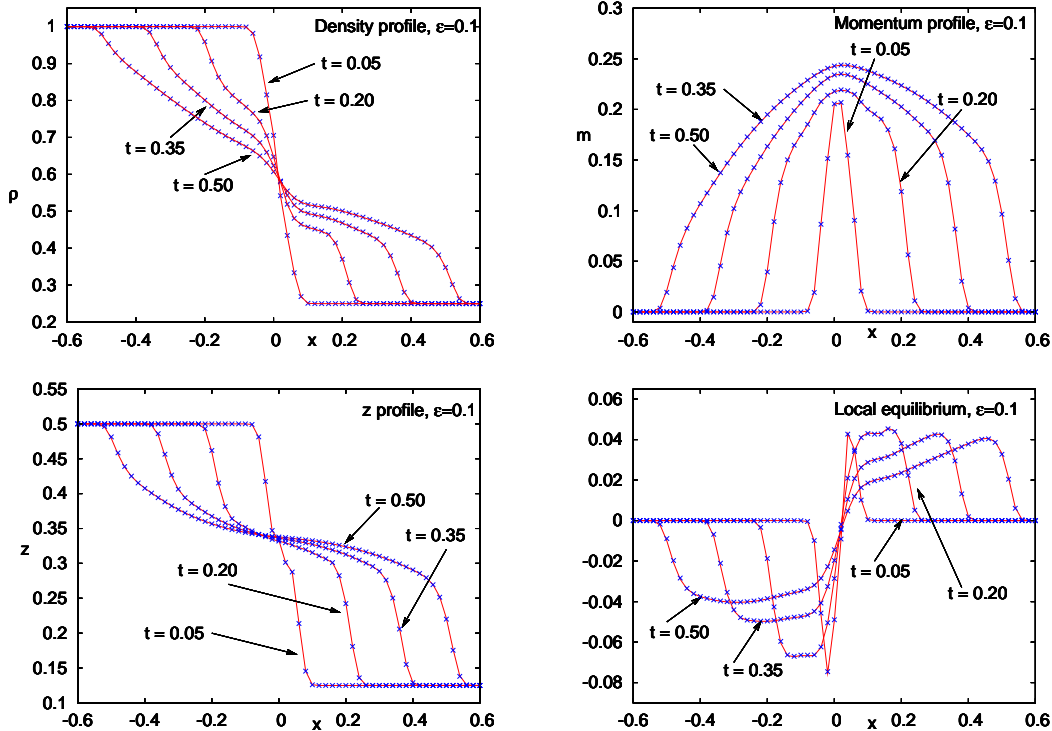 Density profile, ε=0.1
1
0.9
0.8
0.7
0.6
0.5
0.4
0.3
0.2
ρ
t = 0.05
t = 0.20
t = 0.35
t = 0.50
-0.6 -0.4 -0.2 0 x 0.2 0.4 0.6
Momentum profile, ε=0.1
0.3
0.25
0.2
0.15
0.1
0.05
0
m
t = 0.05
t = 0.35
t = 0.20
t = 0.50
-0.6 -0.4 -0.2 0 x 0.2 0.4 0.6
z profile, ε=0.1
0.55
0.5
0.45
0.4
0.35
0.3
0.25
0.2
0.15
0.1
z
t = 0.50
t = 0.35
t = 0.20
t = 0.05
-0.6 -0.4 -0.2 0 x 0.2 0.4 0.6
Local equilibrium, ε=0.1
0.06
0.04
0.02
0
-0.02
-0.04
-0.06
-0.08
t = 0.05
t = 0.20
t = 0.50
t = 0.35
-0.6 -0.4 -0.2 0 x 0.2 0.4 0.6